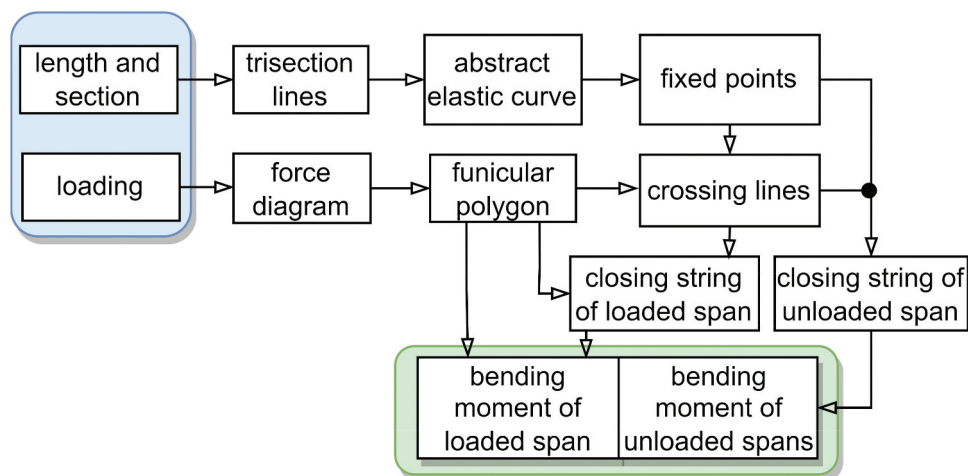 length and
section
trisection
lines
abstract
elastic curve
fixed points
loading
force
diagram
funicular
polygon
crossing lines
closing string
of loaded span
closing string of
unloaded span
bending
moment of
loaded span
bending
moment of
unloaded spans